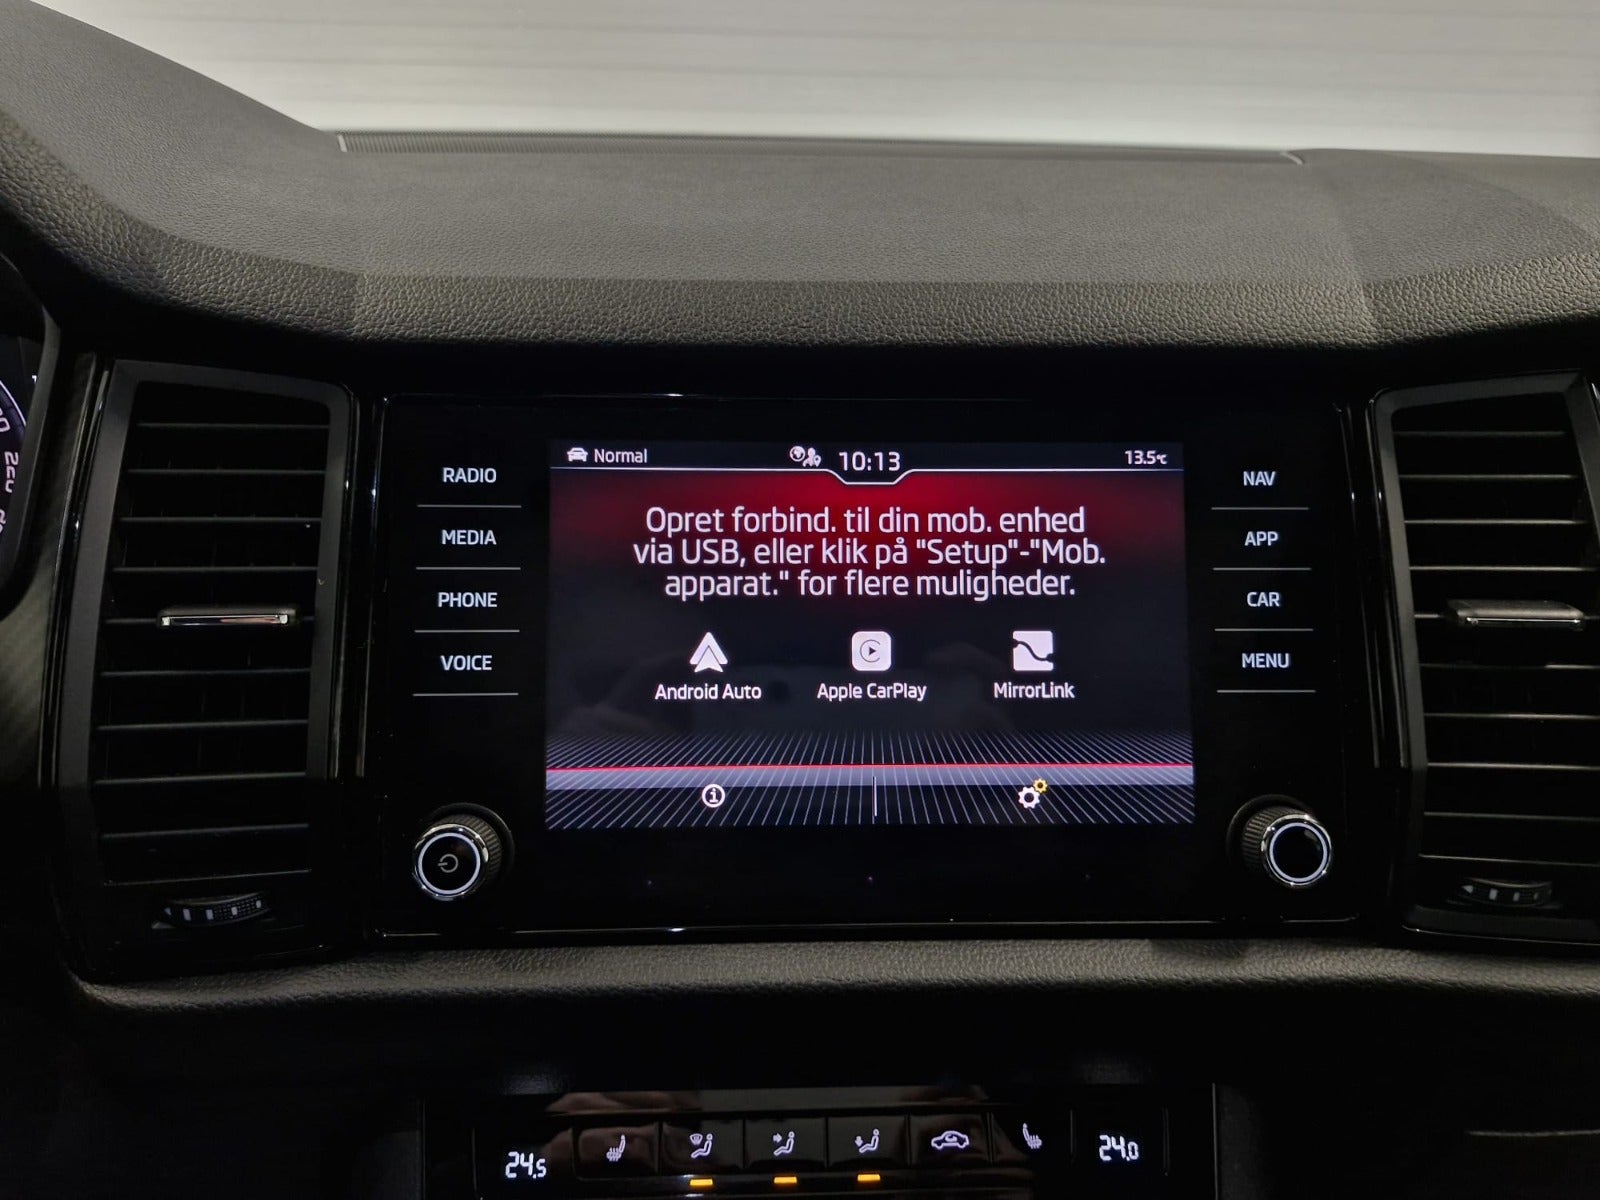 Normal
10:13
13.5°C
RADIO
MEDIA
PHONE
VOICE
Opret forbind. til din mob. enhed
via USB, eller klik på "Setup"-"Mob.
apparat." for flere muligheder.
Android Auto
Apple CarPlay
MirrorLink
NAV
APP
CAR
MENU
24.5
24.0